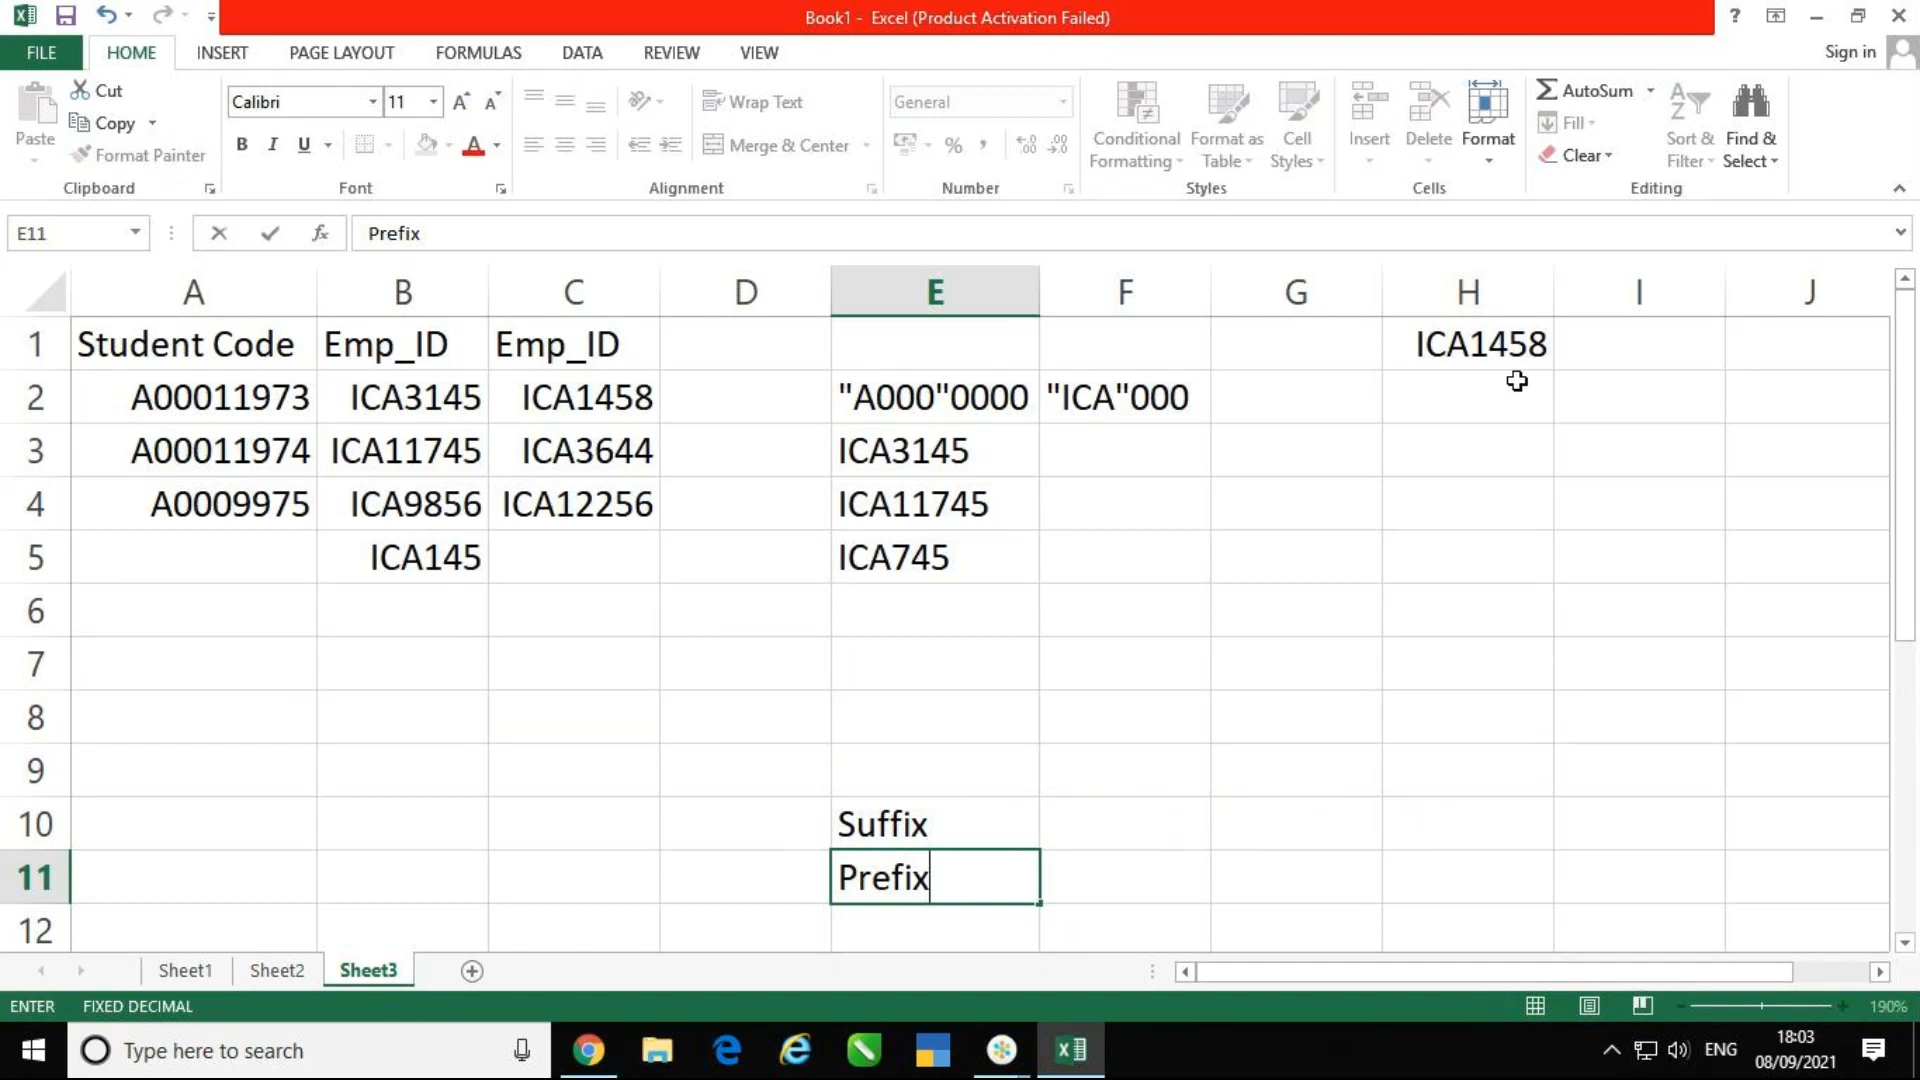 Book1 - Excel (Product Activation Failed)
?
FILE HOME INSERT PAGE LAYOUT FORMULAS DATA REVIEW VIEW Sign in
Cut
Copy
Format Painter
Paste
Clipboard
Calibri 11
B I U
Font
Wrap Text
Merge & Center
Alignment
General
%
Number
Conditional Formatting
Format as Table
Cell Styles
Styles
Insert
Delete
Format
Cells
AutoSum
Fill
Clear
Sort & Filter
Find & Select
Editing
E11 fx Prefix
A B C D E F G H I J
1 Student Code Emp_ID Emp_ID ICA1458
2 A00011973 ICA3145 ICA1458 "A000"0000 "ICA"000
3 A00011974 ICA11745 ICA3644 ICA3145
4 A0009975 ICA9856 ICA12256 ICA11745
5 ICA145 ICA745
6
7
8
9
10 Suffix
11 Prefix
12
Sheet1 Sheet2 Sheet3
ENTER FIXED DECIMAL 190%
Type here to search
ENG
18:03
08/09/2021